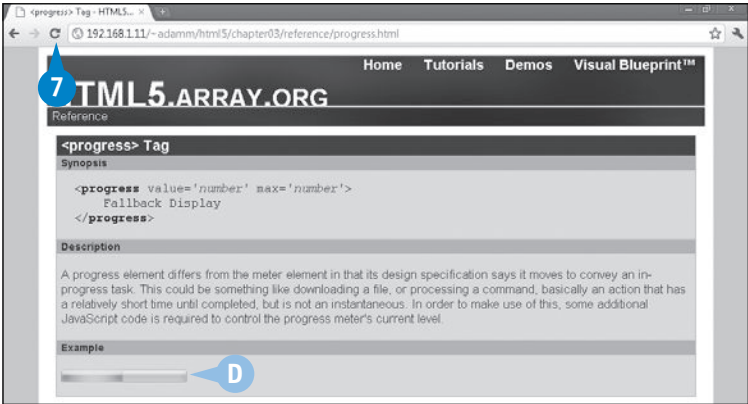 <progress> Tag - HTML5...
192.168.1.11/~adamm/html5/chapter03/reference/progress.html
7
Home Tutorials Demos Visual Blueprint™
HTML5.ARRAY.ORG
Reference
<progress> Tag
Synopsis
<progress value='number' max='number'>
Fallback Display
</progress>
Description
A progress element differs from the meter element in that its design specification says it moves to convey an in-
progress task. This could be something like downloading a file, or processing a command, basically an action that has
a relatively short time until completed, but is not an instantaneous. In order to make use of this, some additional
JavaScript code is required to control the progress meter's current level.
Example
D